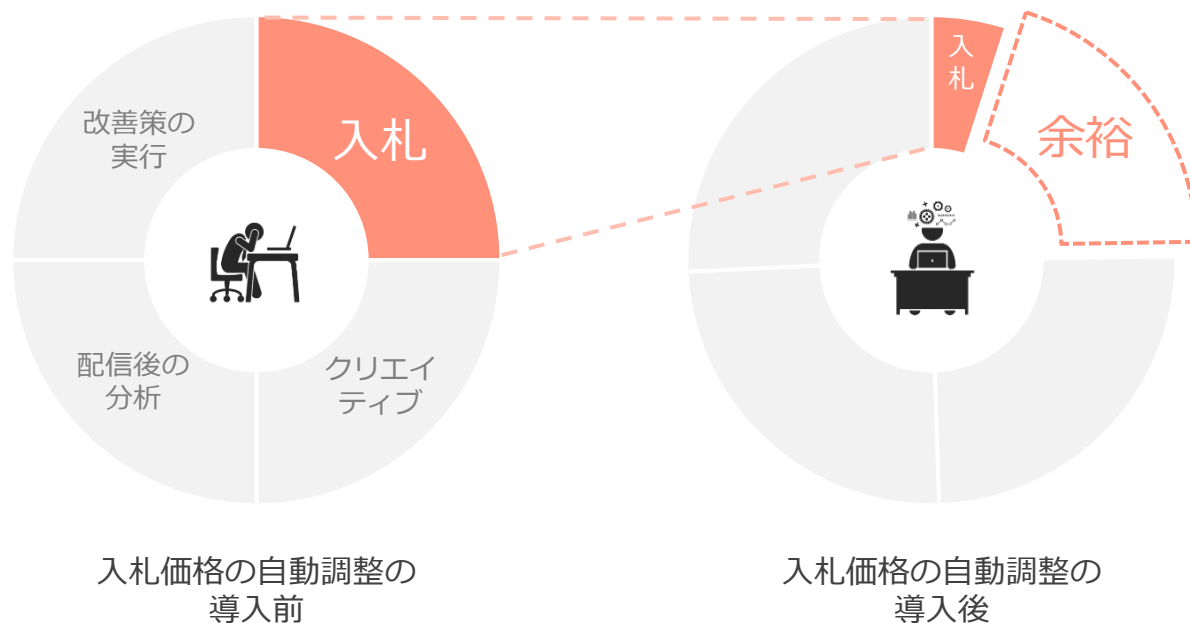 改善策の
実行
入札
配信後の
分析
クリエイ
ティブ
入札価格の自動調整の
導入前
入
札
余裕
入札価格の自動調整の
導入後